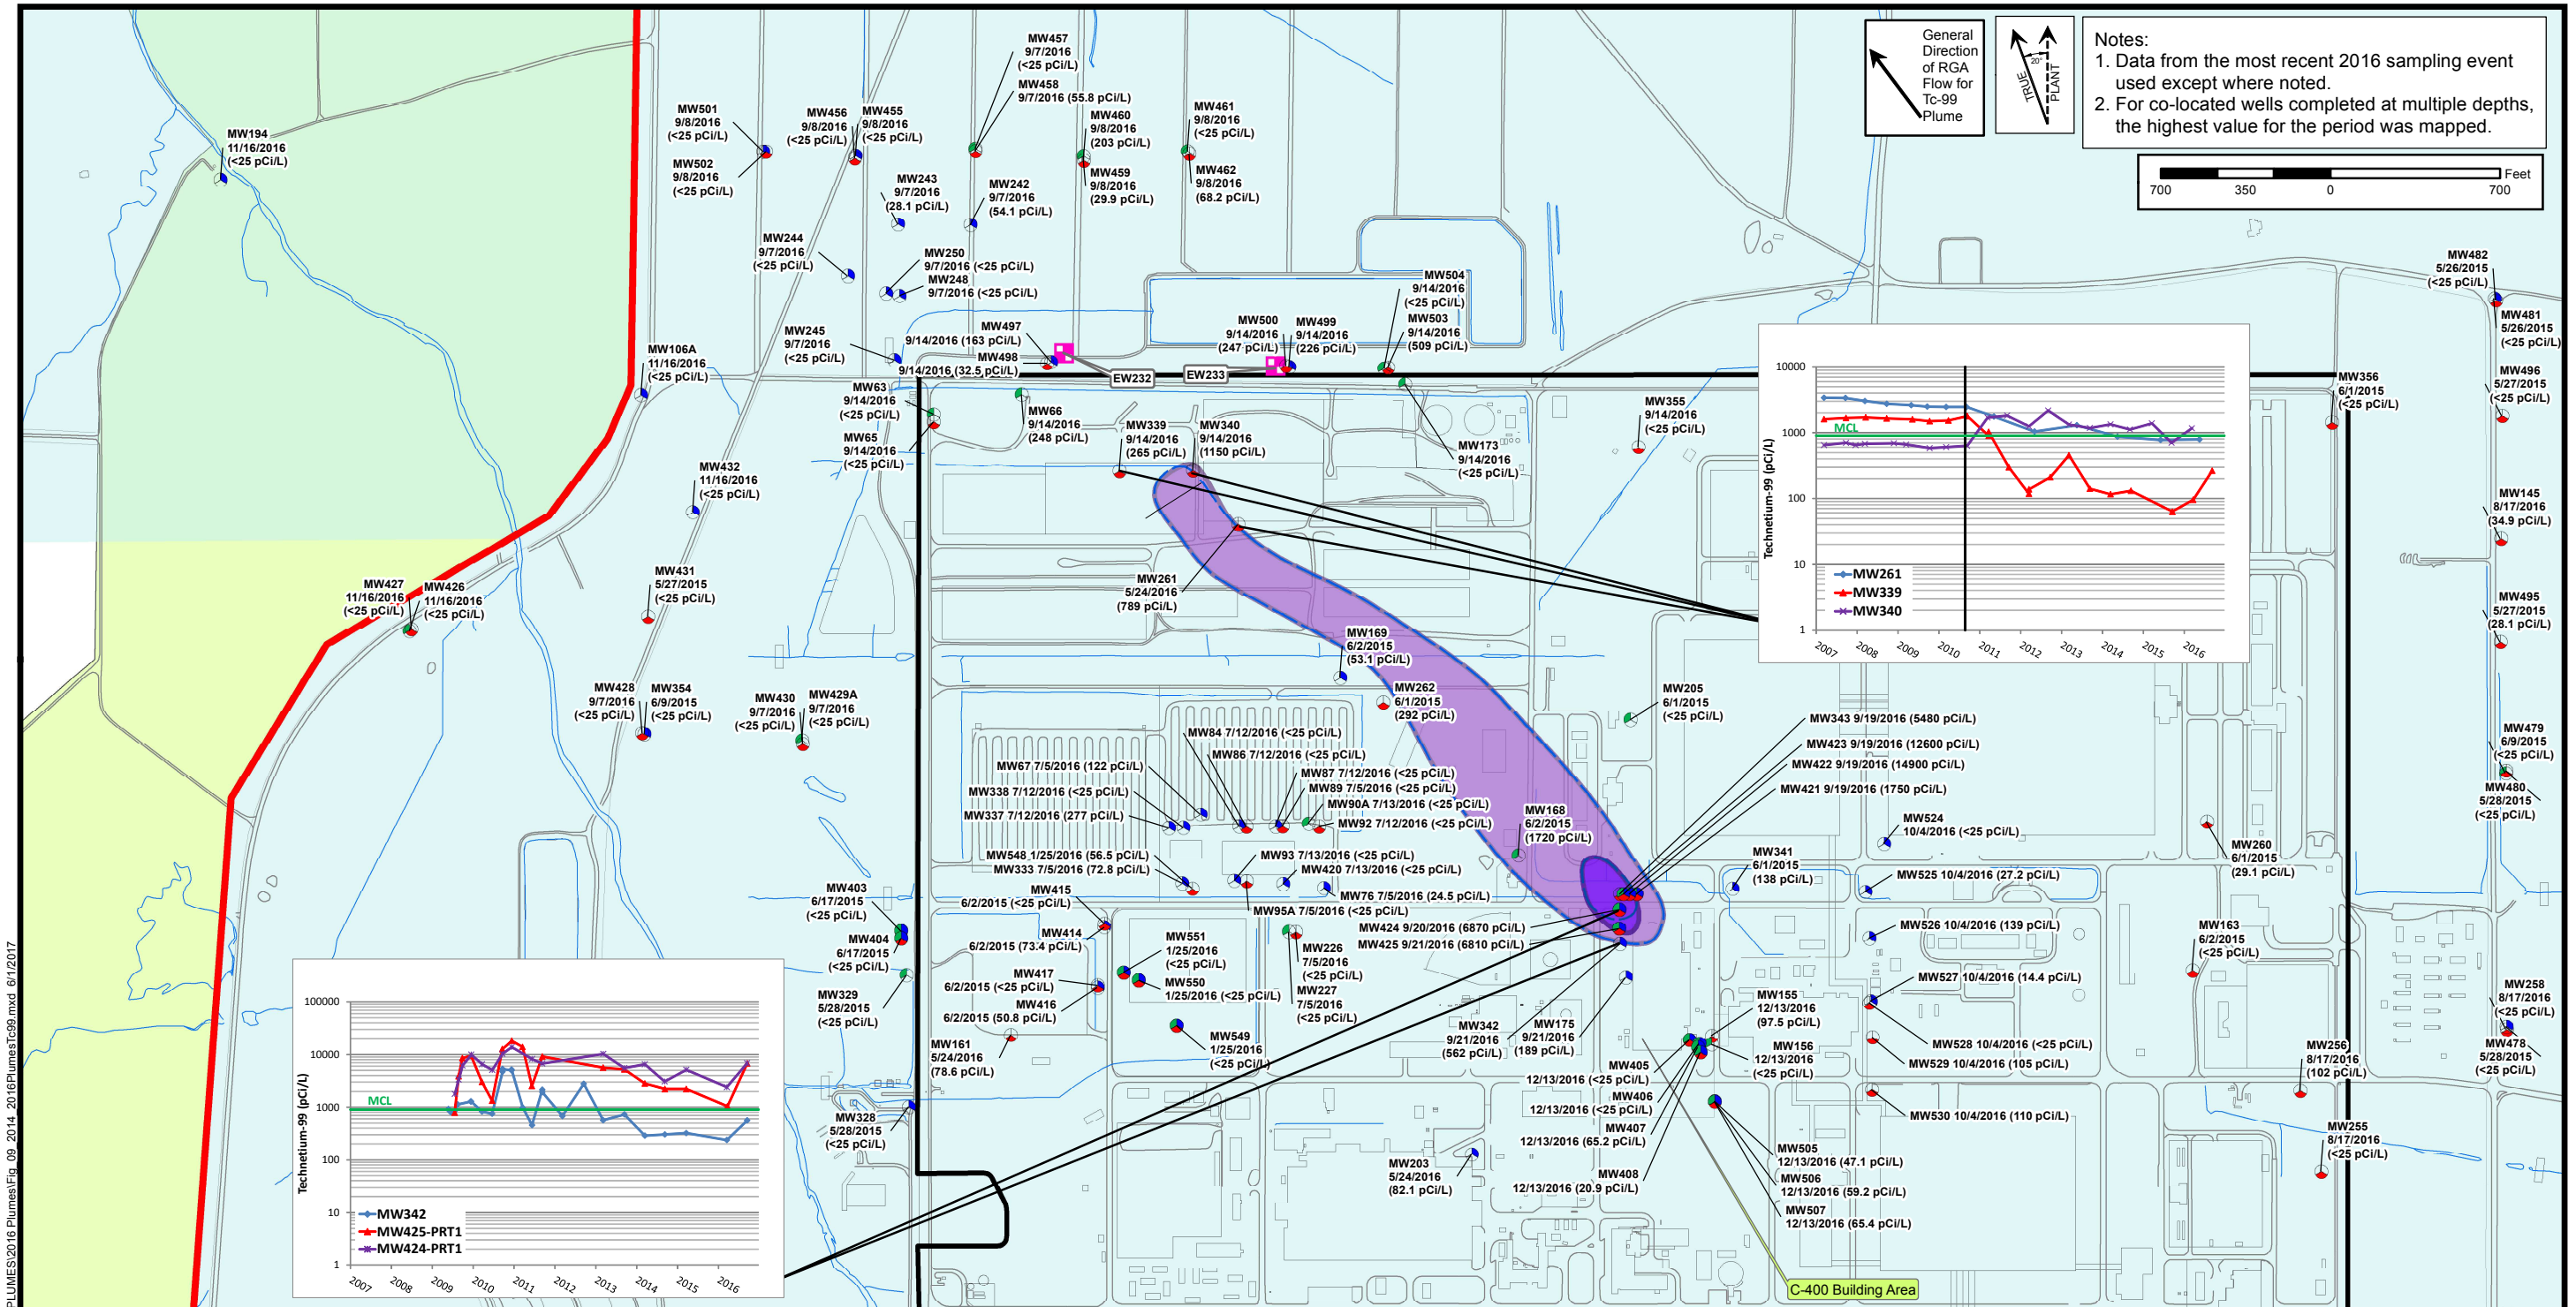 General
Direction
of RGA
Flow for
Tc-99
Plume
20°
TRUE
PLANT
Notes:
1. Data from the most recent 2016 sampling event
used except where noted.
2. For co-located wells completed at multiple depths,
the highest value for the period was mapped.
Feet
700 350 0 700
MW457
9/7/2016
(<25 pCi/L)
MW458
9/7/2016 (55.8 pCi/L)
MW501
9/8/2016
(<25 pCi/L)
MW502
9/8/2016
(<25 pCi/L)
MW456
9/8/2016
(<25 pCi/L)
MW455
9/8/2016
(<25 pCi/L)
MW460
9/8/2016
(203 pCi/L)
MW459
9/8/2016
(29.9 pCi/L)
MW461
9/8/2016
(<25 pCi/L)
MW462
9/8/2016
(68.2 pCi/L)
MW194
11/16/2016
(<25 pCi/L)
MW243
9/7/2016
(28.1 pCi/L)
MW242
9/7/2016
(54.1 pCi/L)
MW244
9/7/2016
(<25 pCi/L)
MW250
9/7/2016 (<25 pCi/L)
MW248
9/7/2016 (<25 pCi/L)
MW245
9/7/2016
(<25 pCi/L)
MW497
9/14/2016 (163 pCi/L)
MW498
9/14/2016 (32.5 pCi/L)
MW500
9/14/2016
(247 pCi/L)
MW499
9/14/2016
(226 pCi/L)
MW504
9/14/2016
(<25 pCi/L)
MW503
9/14/2016
(509 pCi/L)
EW232
EW233
MW106A
11/16/2016
(<25 pCi/L)
MW63
9/14/2016
(<25 pCi/L)
MW65
9/14/2016
(<25 pCi/L)
MW66
9/14/2016
(248 pCi/L)
MW339
9/14/2016
(265 pCi/L)
MW340
9/14/2016
(1150 pCi/L)
MW173
9/14/2016
(<25 pCi/L)
MW355
9/14/2016
(<25 pCi/L)
MW482
5/26/2015
(<25 pCi/L)
MW481
5/26/2015
(<25 pCi/L)
MW356
6/1/2015
(<25 pCi/L)
MW496
5/27/2015
(<25 pCi/L)
MW145
8/17/2016
(34.9 pCi/L)
MW495
5/27/2015
(28.1 pCi/L)
Technetium-99 (pCi/L)
10000
1000
100
10
1
MCL
MW261
MW339
MW340
2007 2008 2009 2010 2011 2012 2013 2014 2015 2016
MW432
11/16/2016
(<25 pCi/L)
MW431
5/27/2015
(<25 pCi/L)
MW427
11/16/2016
(<25 pCi/L)
MW426
11/16/2016
(<25 pCi/L)
MW261
5/24/2016
(789 pCi/L)
MW169
6/2/2015
(53.1 pCi/L)
MW262
6/1/2015
(292 pCi/L)
MW205
6/1/2015
(<25 pCi/L)
MW428
9/7/2016
(<25 pCi/L)
MW354
6/9/2015
(<25 pCi/L)
MW430
9/7/2016
(<25 pCi/L)
MW429A
9/7/2016
(<25 pCi/L)
MW343 9/19/2016 (5480 pCi/L)
MW423 9/19/2016 (12600 pCi/L)
MW422 9/19/2016 (14900 pCi/L)
MW421 9/19/2016 (1750 pCi/L)
MW84 7/12/2016 (<25 pCi/L)
MW86 7/12/2016 (<25 pCi/L)
MW67 7/5/2016 (122 pCi/L)
MW87 7/12/2016 (<25 pCi/L)
MW89 7/5/2016 (<25 pCi/L)
MW338 7/12/2016 (<25 pCi/L)
MW90A 7/13/2016 (<25 pCi/L)
MW337 7/12/2016 (277 pCi/L)
MW92 7/12/2016 (<25 pCi/L)
MW168
6/2/2015
(1720 pCi/L)
MW479
6/9/2015
(<25 pCi/L)
MW480
5/28/2015
(<25 pCi/L)
MW524
10/4/2016 (<25 pCi/L)
MW260
6/1/2015
(29.1 pCi/L)
MW548 1/25/2016 (56.5 pCi/L)
MW333 7/5/2016 (72.8 pCi/L)
MW93 7/13/2016 (<25 pCi/L)
MW420 7/13/2016 (<25 pCi/L)
MW76 7/5/2016 (24.5 pCi/L)
MW95A 7/5/2016 (<25 pCi/L)
MW341
6/1/2015
(138 pCi/L)
MW525 10/4/2016 (27.2 pCi/L)
MW403
6/17/2015
(<25 pCi/L)
MW404
6/17/2015
(<25 pCi/L)
MW415
6/2/2015 (<25 pCi/L)
MW414
6/2/2015 (73.4 pCi/L)
MW424 9/20/2016 (6870 pCi/L)
MW425 9/21/2016 (6810 pCi/L)
MW526 10/4/2016 (139 pCi/L)
MW163
6/2/2015
(<25 pCi/L)
MW551
1/25/2016
(<25 pCi/L)
MW550
1/25/2016 (<25 pCi/L)
MW226
7/5/2016
(<25 pCi/L)
MW227
7/5/2016
(<25 pCi/L)
MW417
6/2/2015 (<25 pCi/L)
MW416
6/2/2015 (50.8 pCi/L)
MW329
5/28/2015
(<25 pCi/L)
MW527 10/4/2016 (14.4 pCi/L)
MW528 10/4/2016 (<25 pCi/L)
MW529 10/4/2016 (105 pCi/L)
MW530 10/4/2016 (110 pCi/L)
MW258
8/17/2016
(<25 pCi/L)
MW478
5/28/2015
(<25 pCi/L)
MW161
5/24/2016
(78.6 pCi/L)
MW549
1/25/2016
(<25 pCi/L)
MW342
9/21/2016
(562 pCi/L)
MW175
9/21/2016
(189 pCi/L)
MW155
12/13/2016
(97.5 pCi/L)
MW156
12/13/2016
(<25 pCi/L)
MW256
8/17/2016
(102 pCi/L)
MW405
12/13/2016 (<25 pCi/L)
MW406
12/13/2016 (<25 pCi/L)
MW407
12/13/2016 (65.2 pCi/L)
MW408
12/13/2016 (20.9 pCi/L)
MW328
5/28/2015
(<25 pCi/L)
MW203
5/24/2016
(82.1 pCi/L)
MW505
12/13/2016 (47.1 pCi/L)
MW506
12/13/2016 (59.2 pCi/L)
MW507
12/13/2016 (65.4 pCi/L)
MW255
8/17/2016
(<25 pCi/L)
C-400 Building Area
Technetium-99 (pCi/L)
100000
10000
1000
100
10
1
MCL
MW342
MW425-PRT1
MW424-PRT1
2007 2008 2009 2010 2011 2012 2013 2014 2015 2016
PLUMES\2016 Plumes\Fig_09_2014_2016PlumesTc99.mxd 6/1/2017